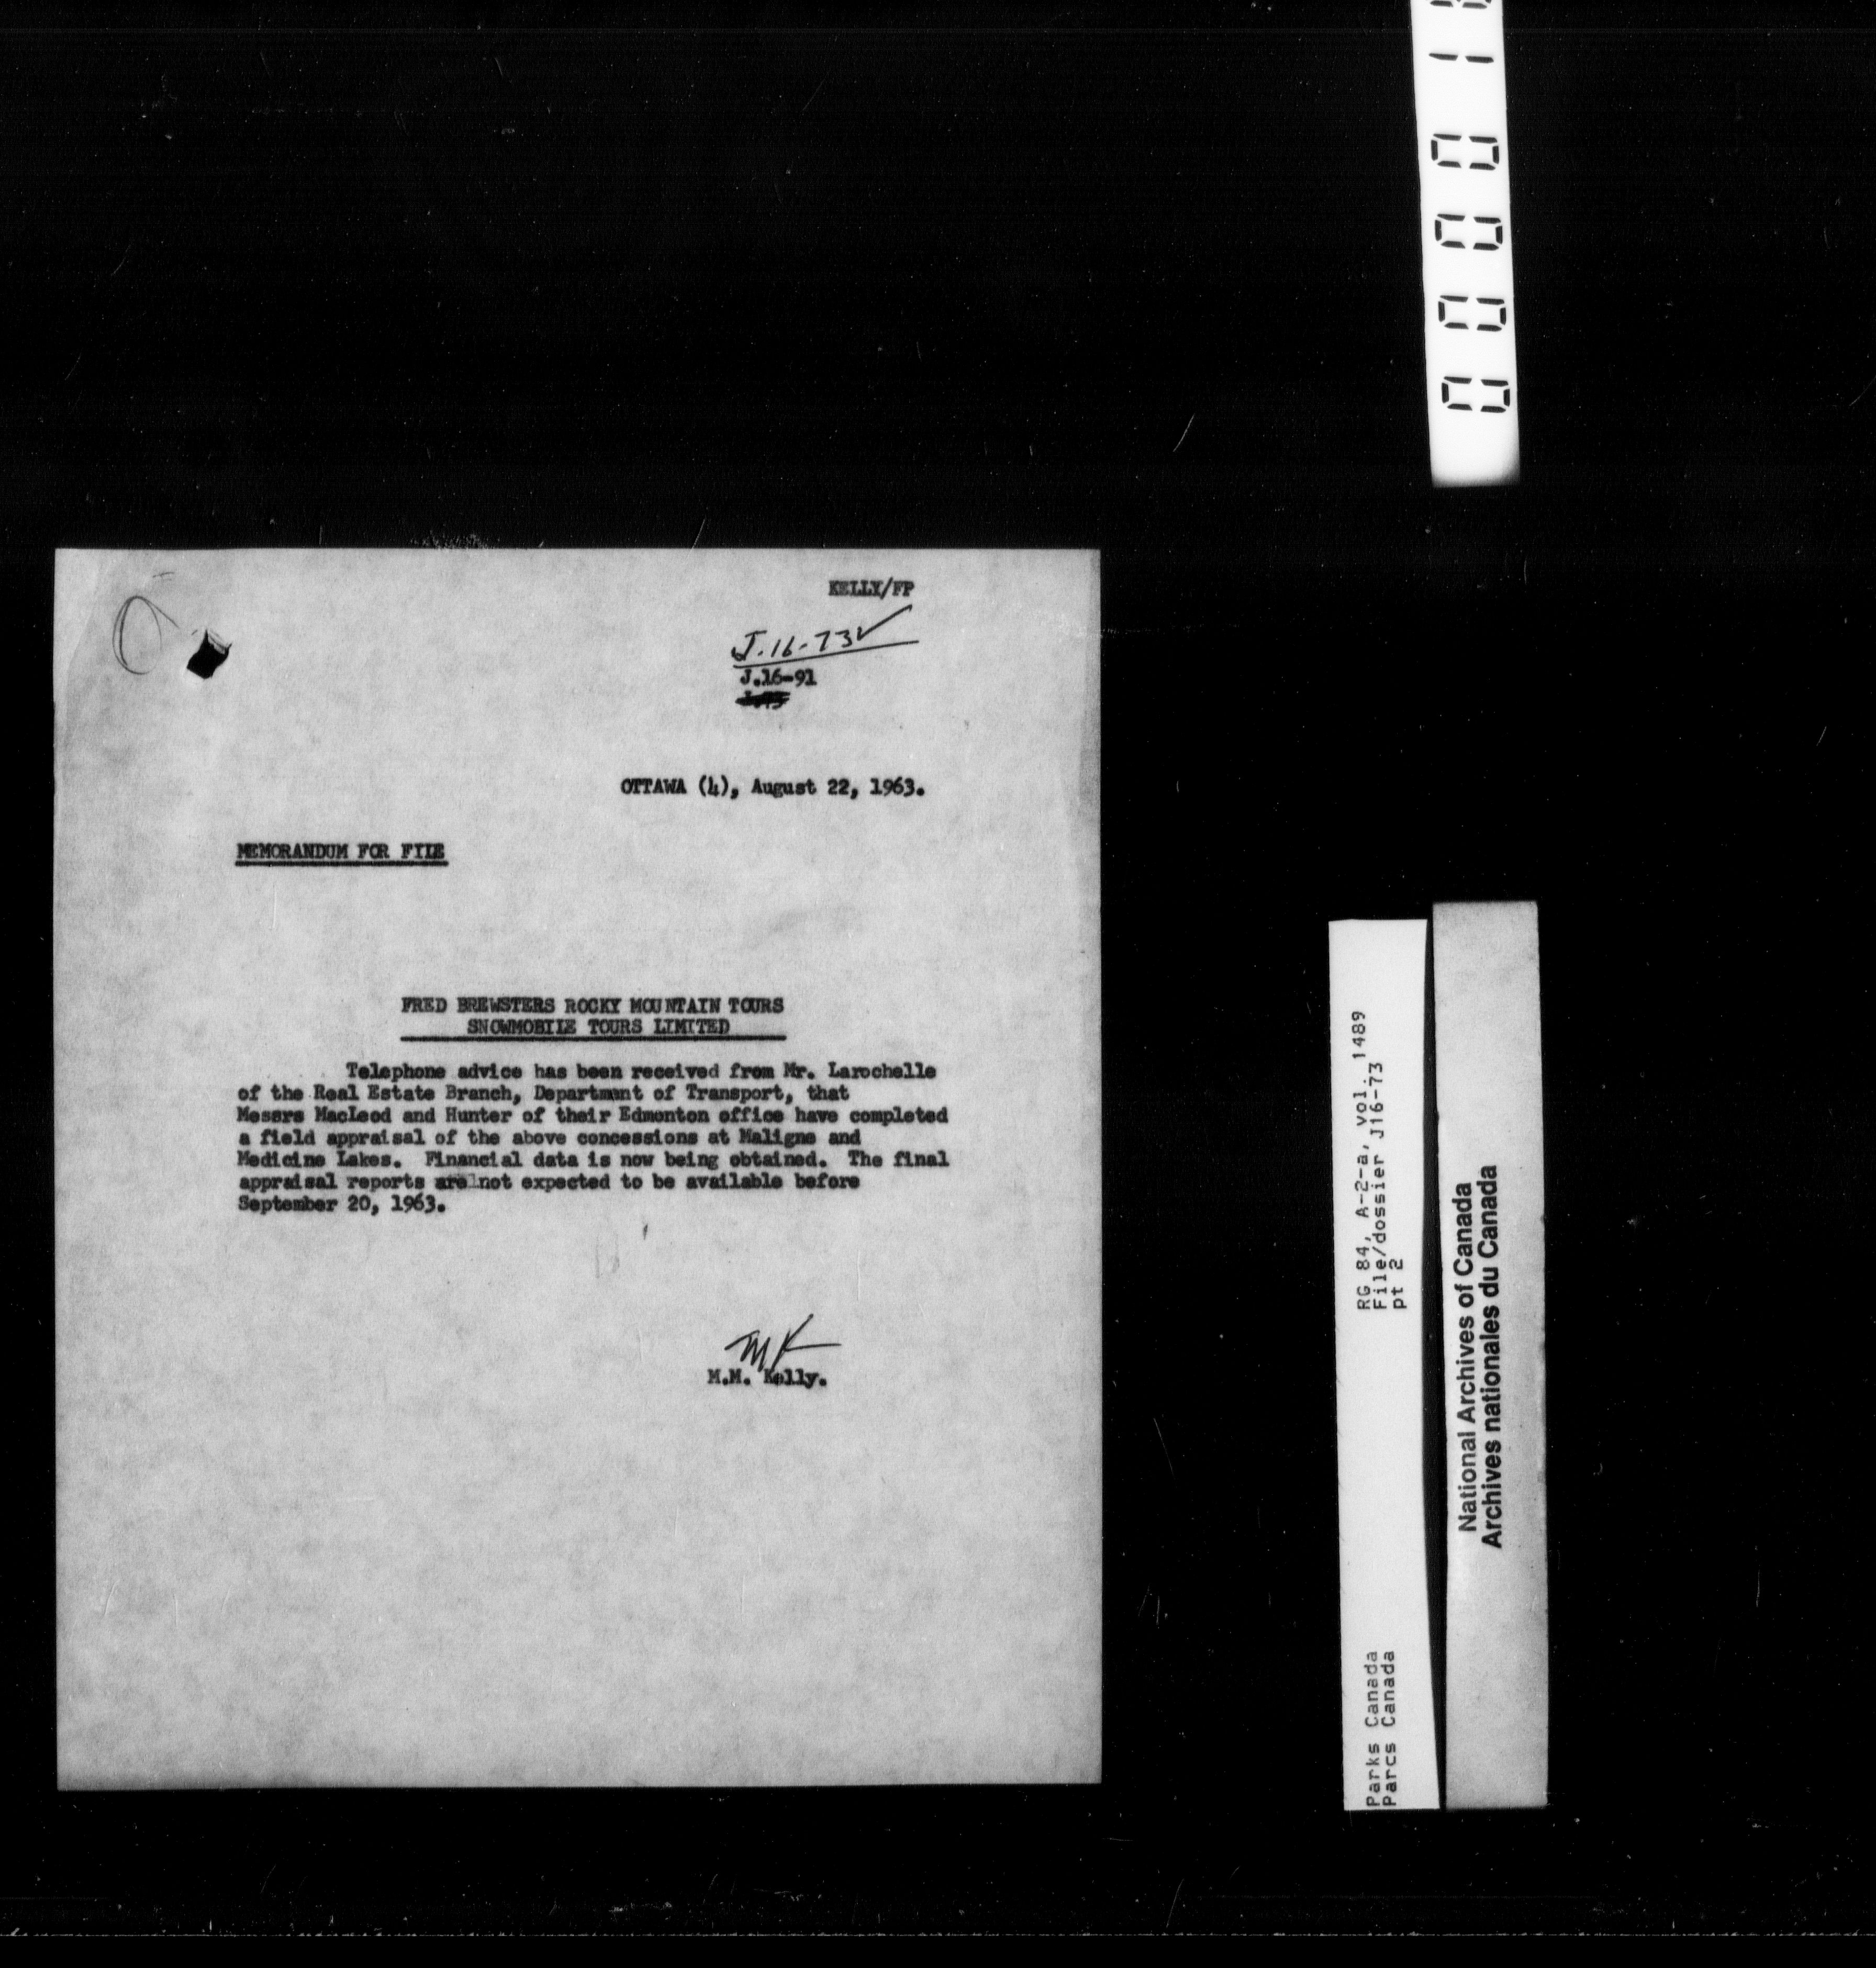 KELLY/FP
J.16-73✓
J.16-91
OTTAWA (4), August 22, 1963.
MEMORANDUM FOR FILE
FRED BREWSTERS ROCKY MOUNTAIN TOURS
SNOWMOBILE TOURS LIMITED
Telephone advice has been received from Mr. Larochelle
of the Real Estate Branch, Department of Transport, that
Messrs MacLeod and Hunter of their Edmonton office have completed
a field appraisal of the above concessions at Maligne and
Medicine Lakes. Financial data is now being obtained. The final
appraisal reports are not expected to be available before
September 20, 1963.
MK
M.M. Kelly.
RG 84, A-2-a, vol. 1489
File/dossier J16-73
pt 2
Parks Canada
Parcs Canada
National Archives of Canada
Archives nationales du Canada
00001